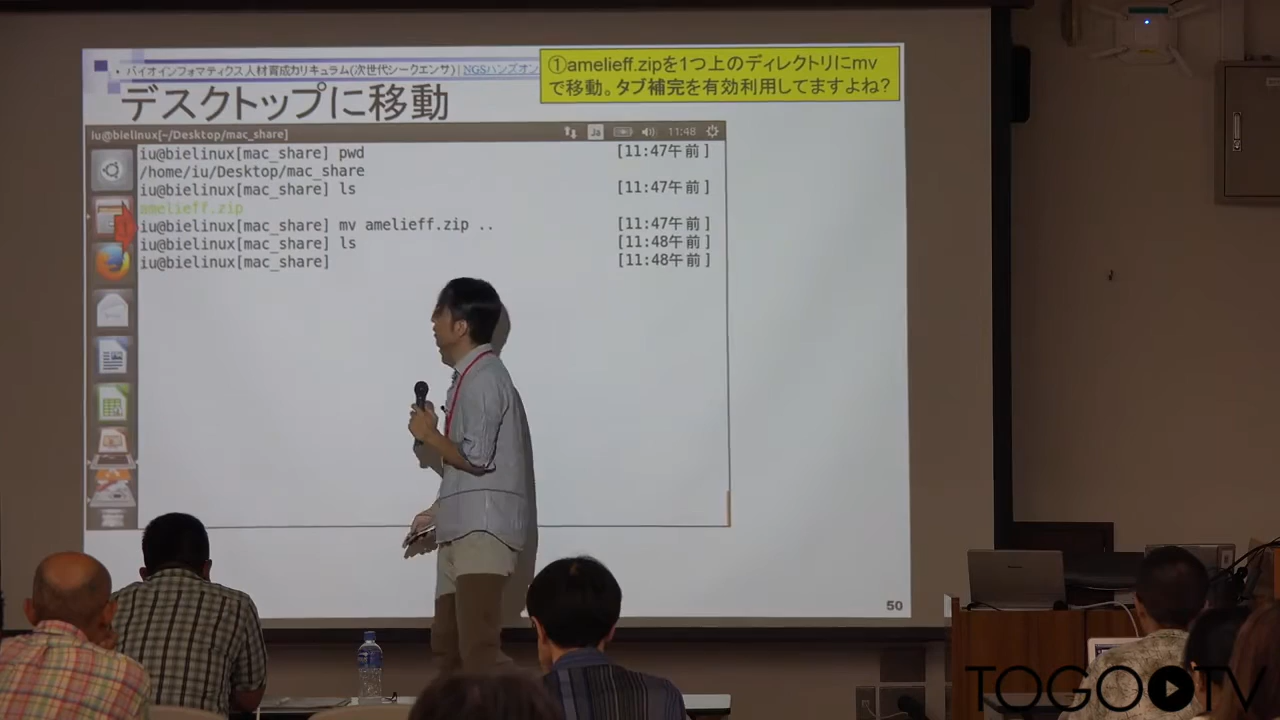 ・バイオインフォマティクス人材育成カリキュラム(次世代シークエンサ) | NGSハンズオン
①amelieff.zipを1つ上のディレクトリにmv
で移動。タブ補完を有効利用してますよね?
デスクトップに移動
iu@bielinux[~/Desktop/mac_share]
Ja
11:48
iu@bielinux[mac_share] pwd [11:47午前]
/home/iu/Desktop/mac_share
iu@bielinux[mac_share] ls [11:47午前]
amelieff.zip
iu@bielinux[mac_share] mv amelieff.zip .. [11:47午前]
iu@bielinux[mac_share] ls [11:48午前]
iu@bielinux[mac_share] [11:48午前]
50
TOGOTV